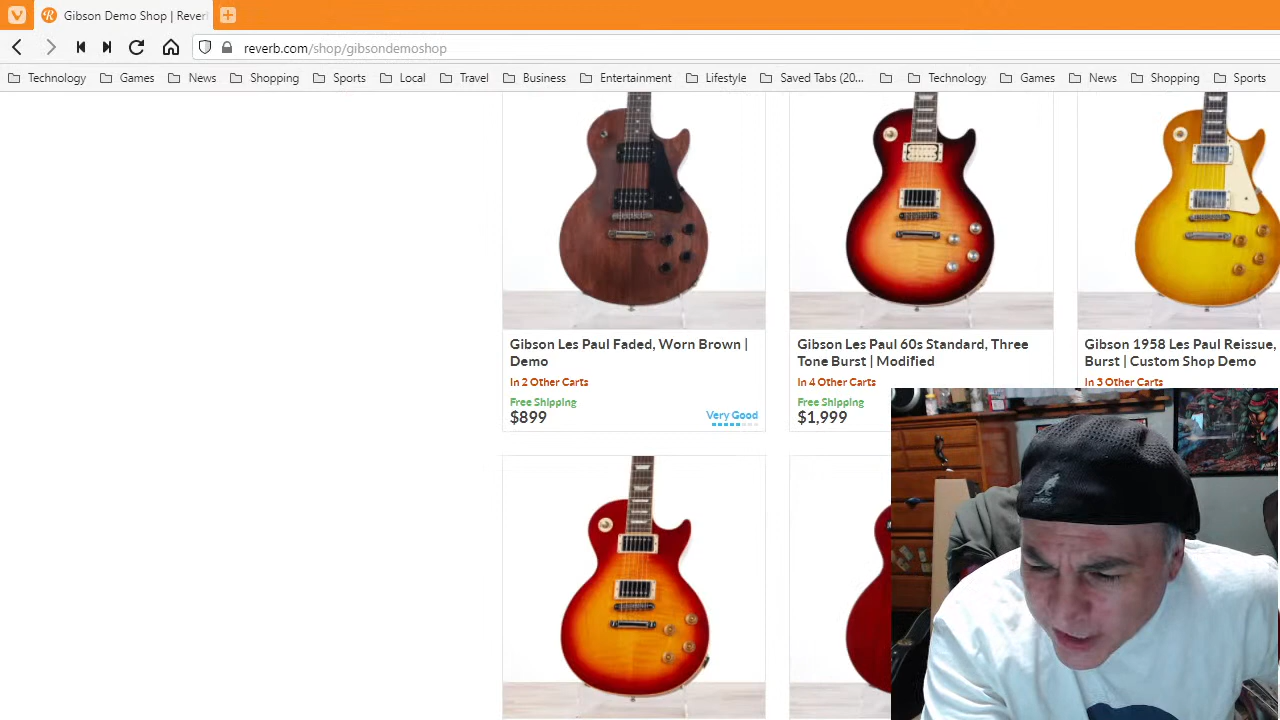 Gibson Demo Shop | Reverb
reverb.com/shop/gibsondemoshop
Technology Games News Shopping Sports Local Travel Business Entertainment Lifestyle Saved Tabs (20... Technology Games News Shopping Sports
Gibson Les Paul Faded, Worn Brown |
Demo
In 2 Other Carts
Free Shipping
$899
Very Good
Gibson Les Paul 60s Standard, Three
Tone Burst | Modified
In 4 Other Carts
Free Shipping
$1,999
Gibson 1958 Les Paul Reissue,
Burst | Custom Shop Demo
In 3 Other Carts